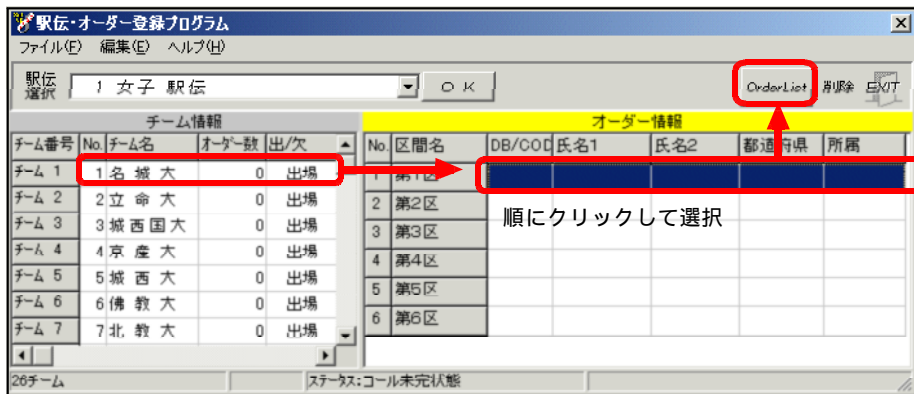 駅伝・オーダー登録プログラム
ファイル(F) 編集(E) ヘルプ(H)
駅伝選択 1 女子 駅伝 OK OrderList 削除 EXIT
チーム情報 オーダー情報
チーム番号 No. チーム名 オーダー数 出/欠 No. 区間名 DB/COD 氏名1 氏名2 都道府県 所属
チーム 1 1 名城大 0 出場 1 第1区
チーム 2 2 立命大 0 出場 2 第2区
順にクリックして選択
チーム 3 3 城西国大 0 出場 3 第3区
チーム 4 4 京産大 0 出場 4 第4区
チーム 5 5 城西大 0 出場 5 第5区
チーム 6 6 佛教大 0 出場 6 第6区
チーム 7 7 北教大 0 出場
26チーム ステータス:コール未完状態